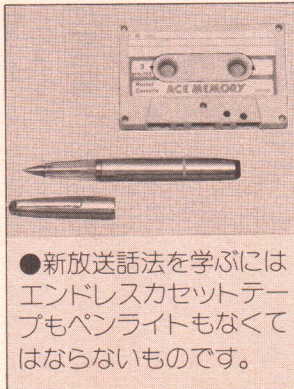 A
3
ACE MEMORY
Cassette
●新放送話法を学ぶには
エンドレスカセットテー
プもペンライトもなくて
はならないものです。